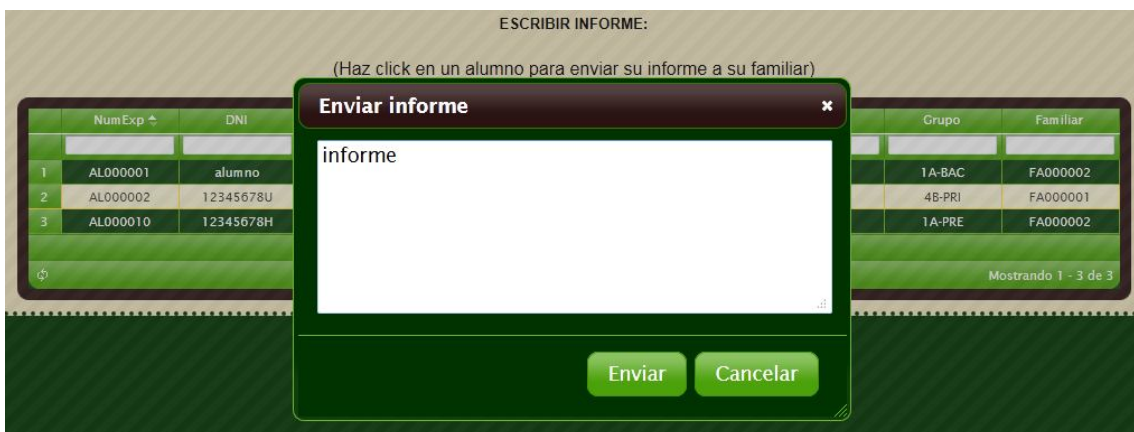 ESCRIBIR INFORME:
(Haz click en un alumno para enviar su informe a su familiar)
Enviar informe
NumExp DNI Grupo Familiar
informe
1 AL000001 alumno 1A-BAC FA000002
2 AL000002 12345678U 4B-PRI FA000001
3 AL000010 12345678H 1A-PRE FA000002
Mostrando 1 - 3 de 3
Enviar Cancelar